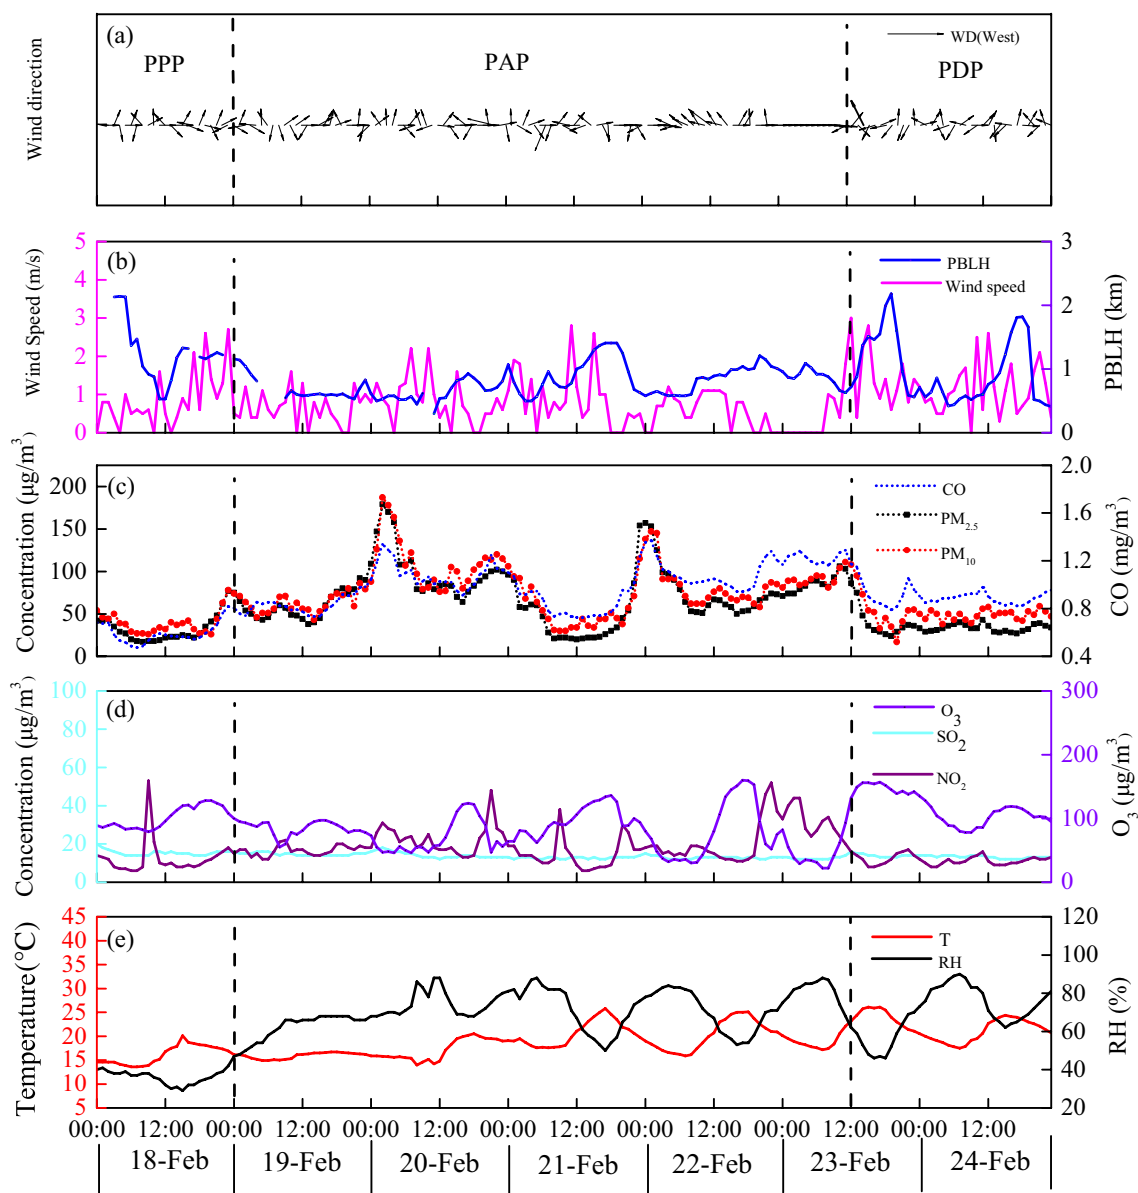 (a)
WD(West)
PPP
PAP
PDP
Wind direction
(b)
5
4
3
2
1
0
Wind Speed (m/s)
PBLH
Wind speed
3
2
1
0
PBLH (km)
(c)
200
150
100
50
0
Concentration (μg/m³)
CO
PM2.5
PM10
2.0
1.6
1.2
0.8
0.4
CO (mg/m³)
(d)
100
80
60
40
20
0
Concentration (μg/m³)
O3
SO2
NO2
300
200
100
0
O3 (μg/m³)
(e)
45
40
35
30
25
20
15
10
5
Temperature(°C)
T
RH
120
100
80
60
40
20
RH (%)
00:00 12:00 00:00 12:00 00:00 12:00 00:00 12:00 00:00 12:00 00:00 12:00 00:00 12:00
18-Feb 19-Feb 20-Feb 21-Feb 22-Feb 23-Feb 24-Feb